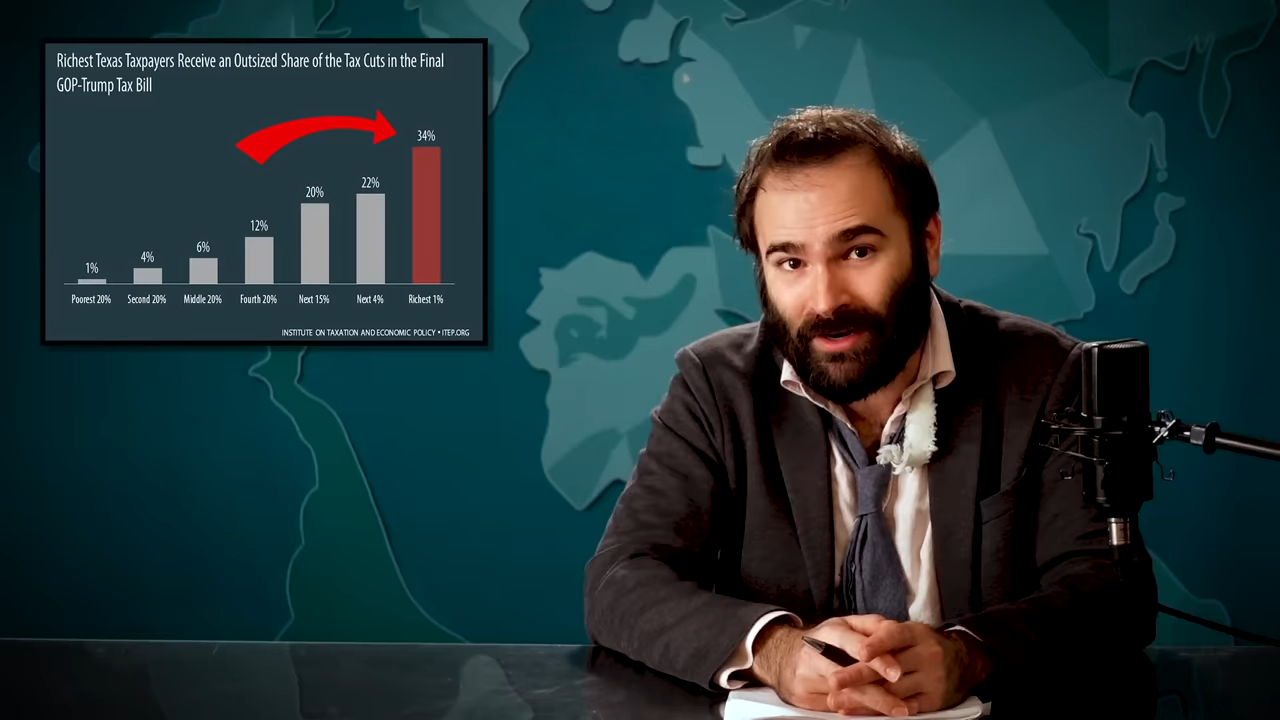 Richest Texas Taxpayers Receive an Outsized Share of the Tax Cuts in the Final
GOP-Trump Tax Bill
34%
22%
20%
12%
6%
4%
1%
Poorest 20% Second 20% Middle 20% Fourth 20% Next 15% Next 4% Richest 1%
INSTITUTE ON TAXATION AND ECONOMIC POLICY • ITEP.ORG